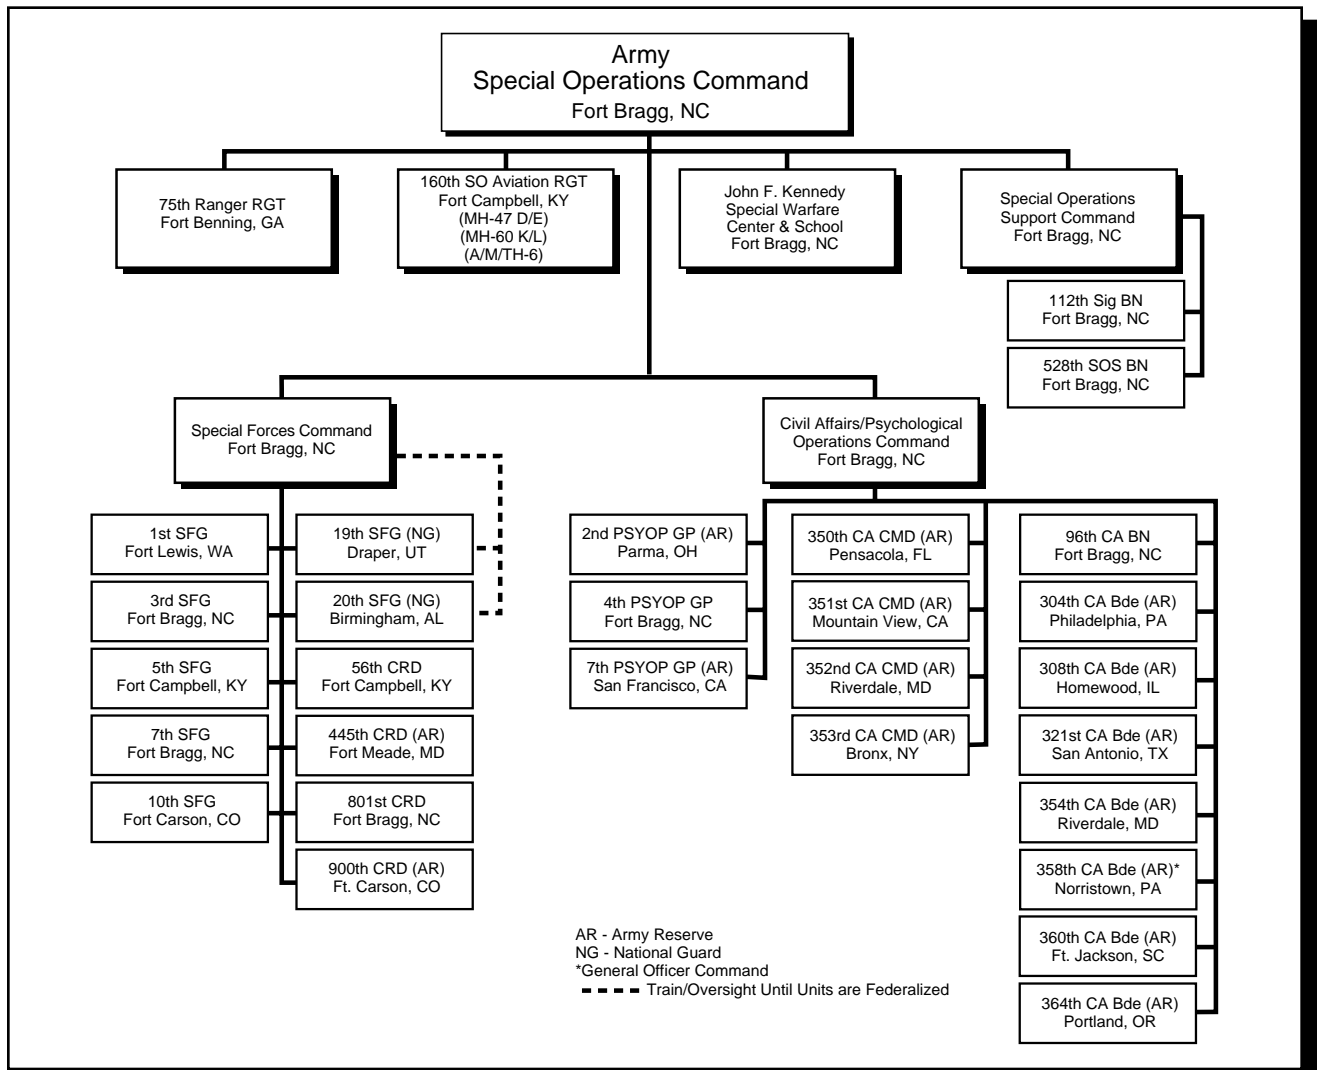 Army
Special Operations Command
Fort Bragg, NC
75th Ranger RGT
Fort Benning, GA
160th SO Aviation RGT
Fort Campbell, KY
(MH-47 D/E)
(MH-60 K/L)
(A/M/TH-6)
John F. Kennedy
Special Warfare
Center & School
Fort Bragg, NC
Special Operations
Support Command
Fort Bragg, NC
112th Sig BN
Fort Bragg, NC
528th SOS BN
Fort Bragg, NC
Special Forces Command
Fort Bragg, NC
Civil Affairs/Psychological
Operations Command
Fort Bragg, NC
1st SFG
Fort Lewis, WA
3rd SFG
Fort Bragg, NC
5th SFG
Fort Campbell, KY
7th SFG
Fort Bragg, NC
10th SFG
Fort Carson, CO
19th SFG (NG)
Draper, UT
20th SFG (NG)
Birmingham, AL
56th CRD
Fort Campbell, KY
445th CRD (AR)
Fort Meade, MD
801st CRD
Fort Bragg, NC
900th CRD (AR)
Ft. Carson, CO
2nd PSYOP GP (AR)
Parma, OH
4th PSYOP GP
Fort Bragg, NC
7th PSYOP GP (AR)
San Francisco, CA
350th CA CMD (AR)
Pensacola, FL
351st CA CMD (AR)
Mountain View, CA
352nd CA CMD (AR)
Riverdale, MD
353rd CA CMD (AR)
Bronx, NY
96th CA BN
Fort Bragg, NC
304th CA Bde (AR)
Philadelphia, PA
308th CA Bde (AR)
Homewood, IL
321st CA Bde (AR)
San Antonio, TX
354th CA Bde (AR)
Riverdale, MD
358th CA Bde (AR)*
Norristown, PA
360th CA Bde (AR)
Ft. Jackson, SC
364th CA Bde (AR)
Portland, OR
AR - Army Reserve
NG - National Guard
*General Officer Command
Train/Oversight Until Units are Federalized